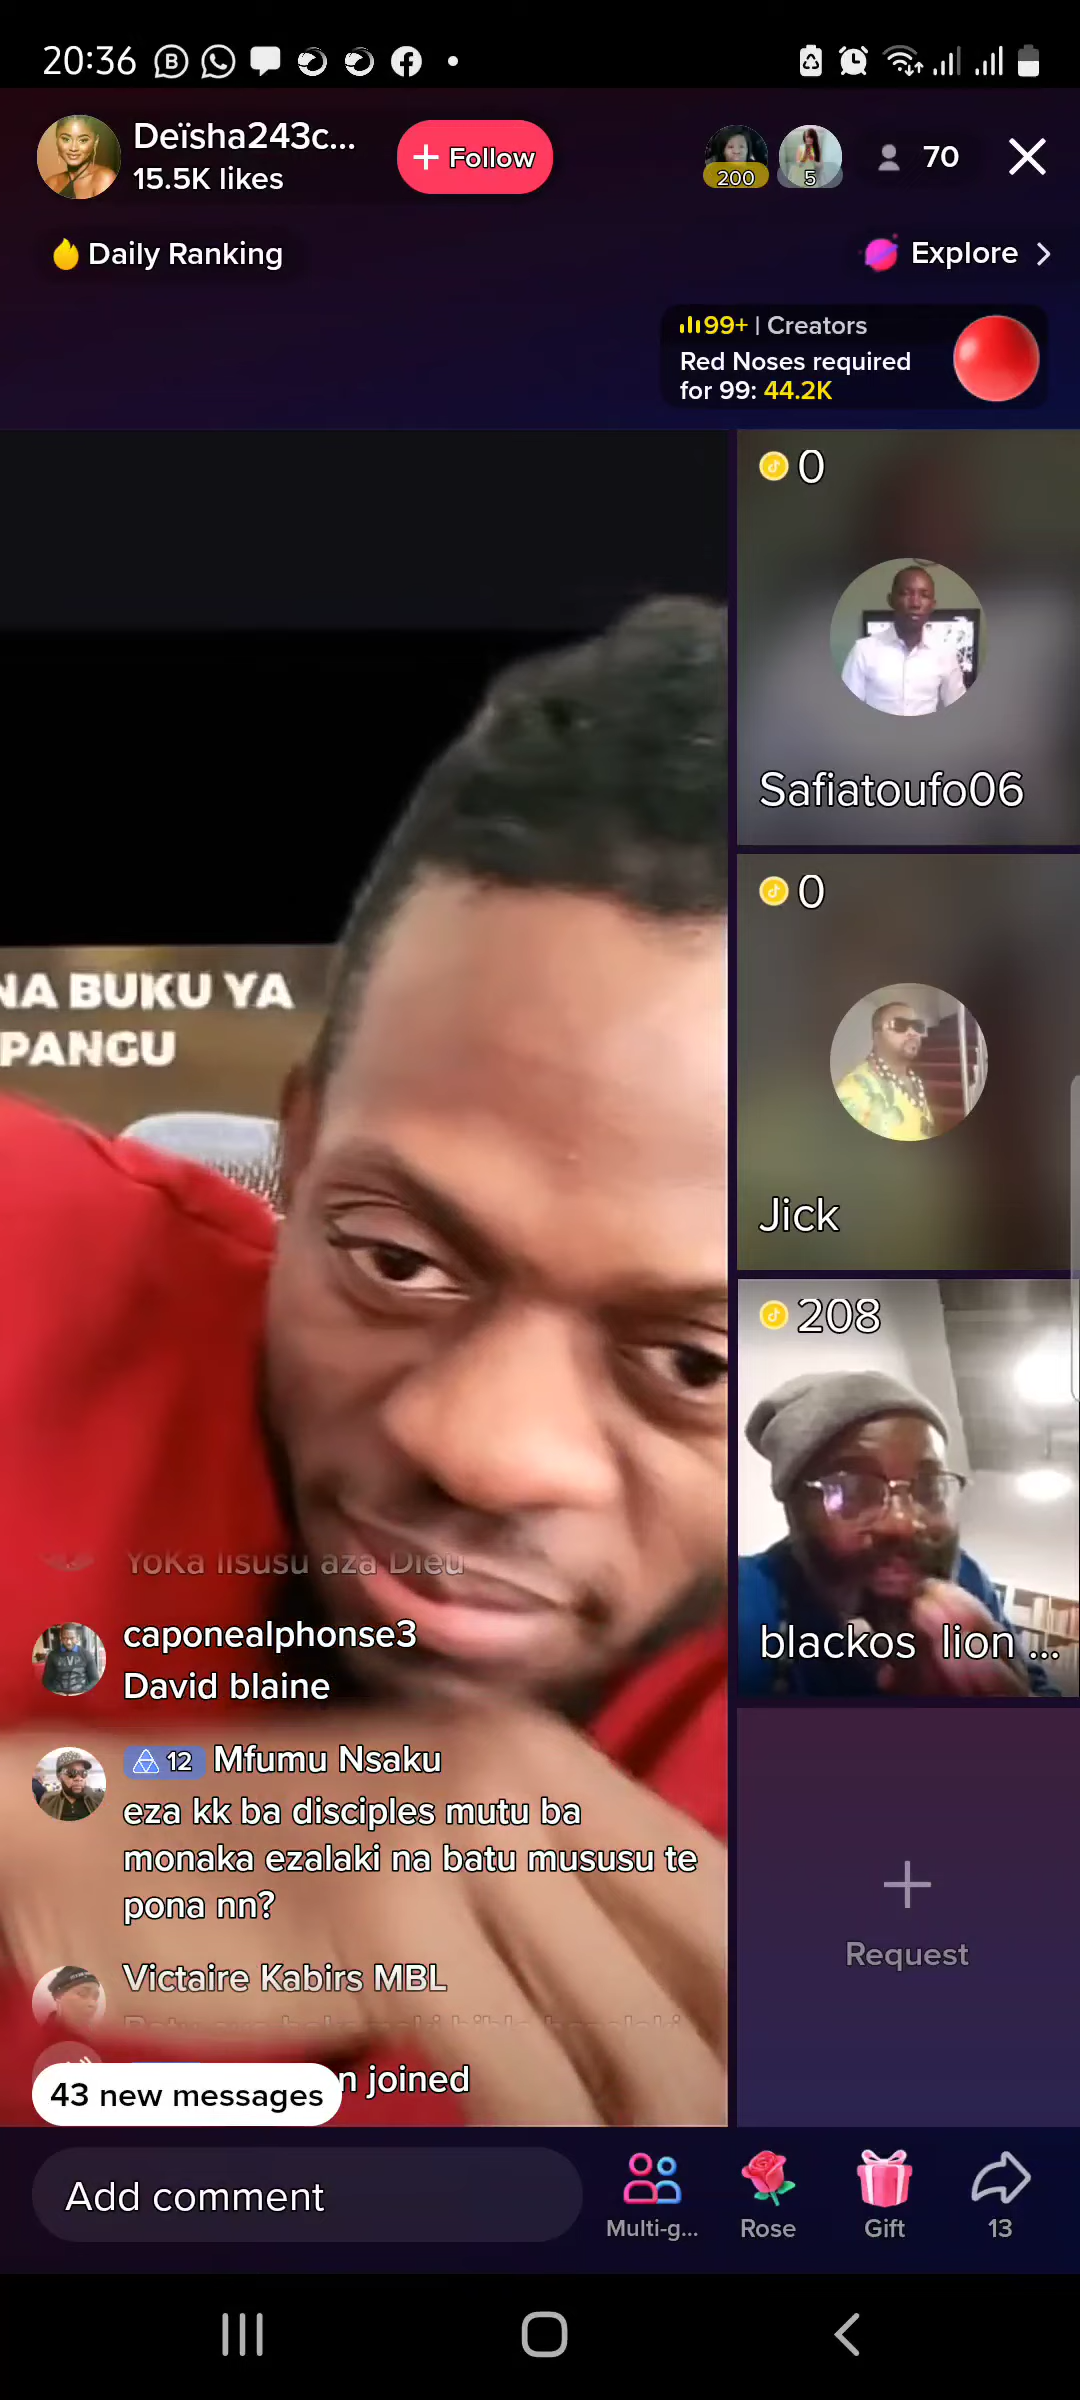 20:36
Deïsha243c...
15.5K likes
+ Follow
200
5
70
Daily Ranking
Explore
99+ | Creators
Red Noses required
for 99: 44.2K
0
Safiatoufo06
0
Jick
208
blackos lion ...
Request
NA BUKU YA
PANGU
YoKa lisusu aza Dieu
caponealphonse3
David blaine
12 Mfumu Nsaku
eza kk ba disciples mutu ba
monaka ezalaki na batu mususu te
pona nn?
Victaire Kabirs MBL
n joined
43 new messages
Add comment
Multi-g...
Rose
Gift
13